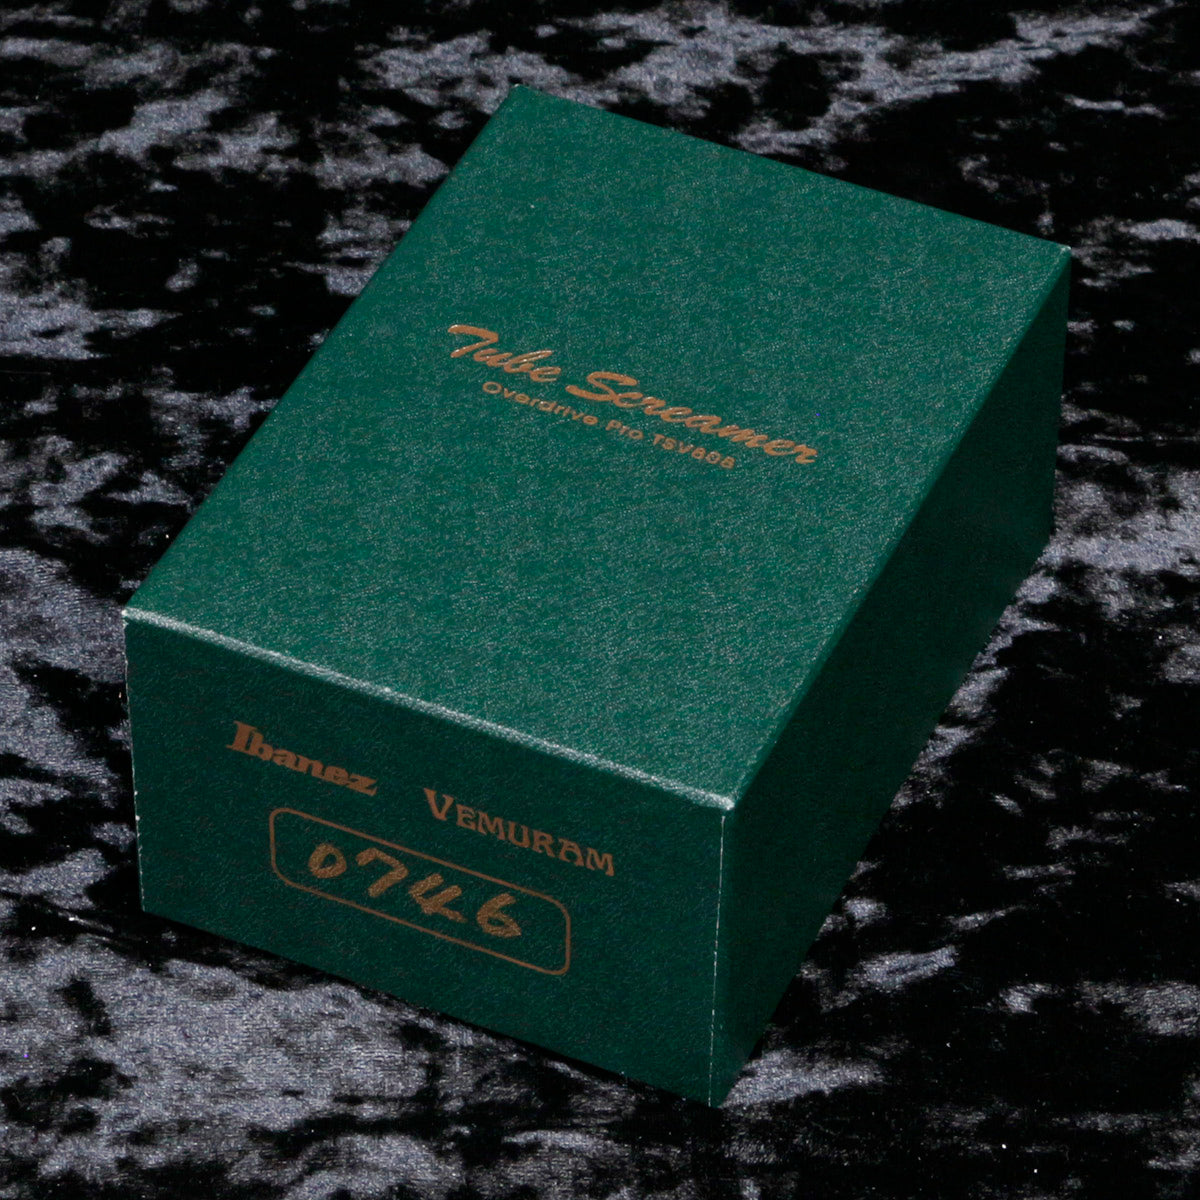 Tube Screamer
Overdrive Pro TSV808
Ibanez VEMURAM
0746